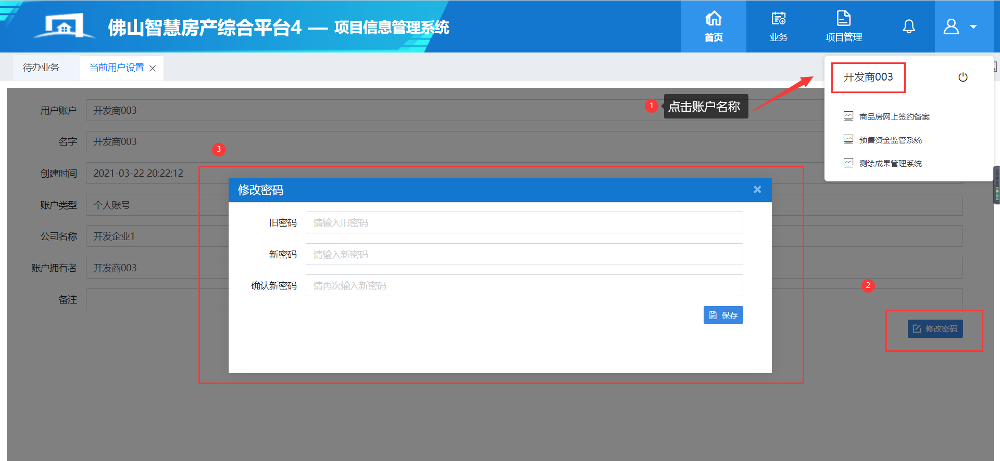 佛山智慧房产综合平台4 — 项目信息管理系统
首页
业务
项目管理
待办业务
当前用户设置
开发商003
商品房网上签约备案
预售资金监管系统
测绘成果管理系统
1
点击账户名称
用户账户 开发商003
名字 开发商003
3
创建时间 2021-03-22 20:22:12
账户类型 个人账号
公司名称 开发企业1
账户拥有者 开发商003
备注
修改密码
旧密码 请输入旧密码
新密码 请输入新密码
确认新密码 请再次输入新密码
保存
2
修改密码